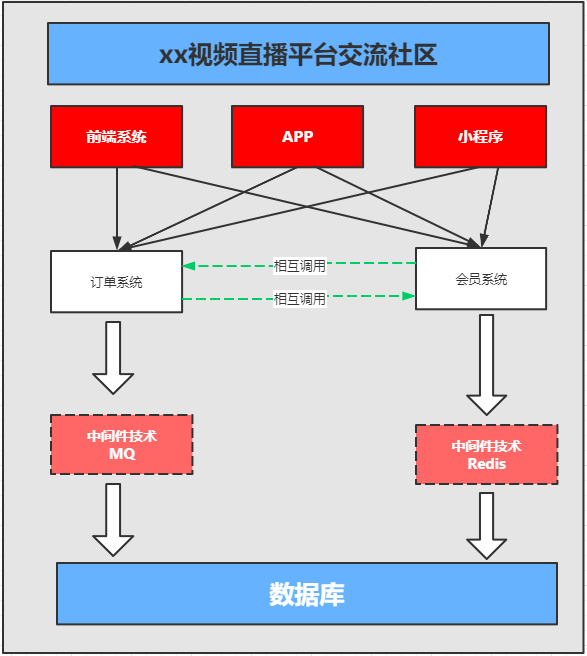 xx视频直播平台交流社区
前端系统
APP
小程序
订单系统
相互调用
相互调用
会员系统
中间件技术
MQ
中间件技术
Redis
数据库